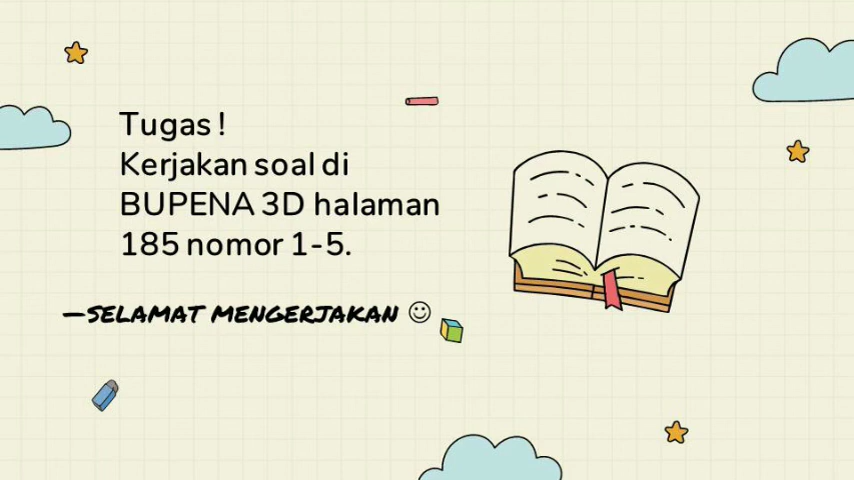 Tugas !
Kerjakan soal di
BUPENA 3D halaman
185 nomor 1-5.
—SELAMAT MENGERJAKAN ☺